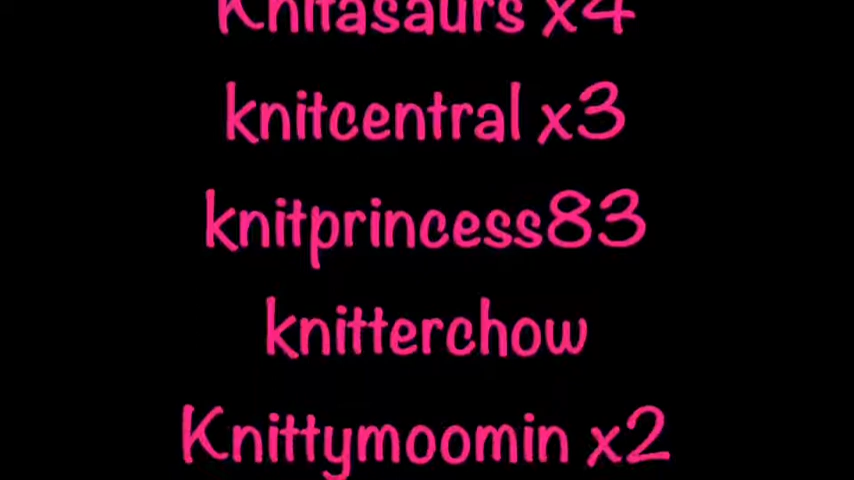 Knitasaurs x4
knitcentral x3
knitprincess83
knitterchow
Knittymoomin x2